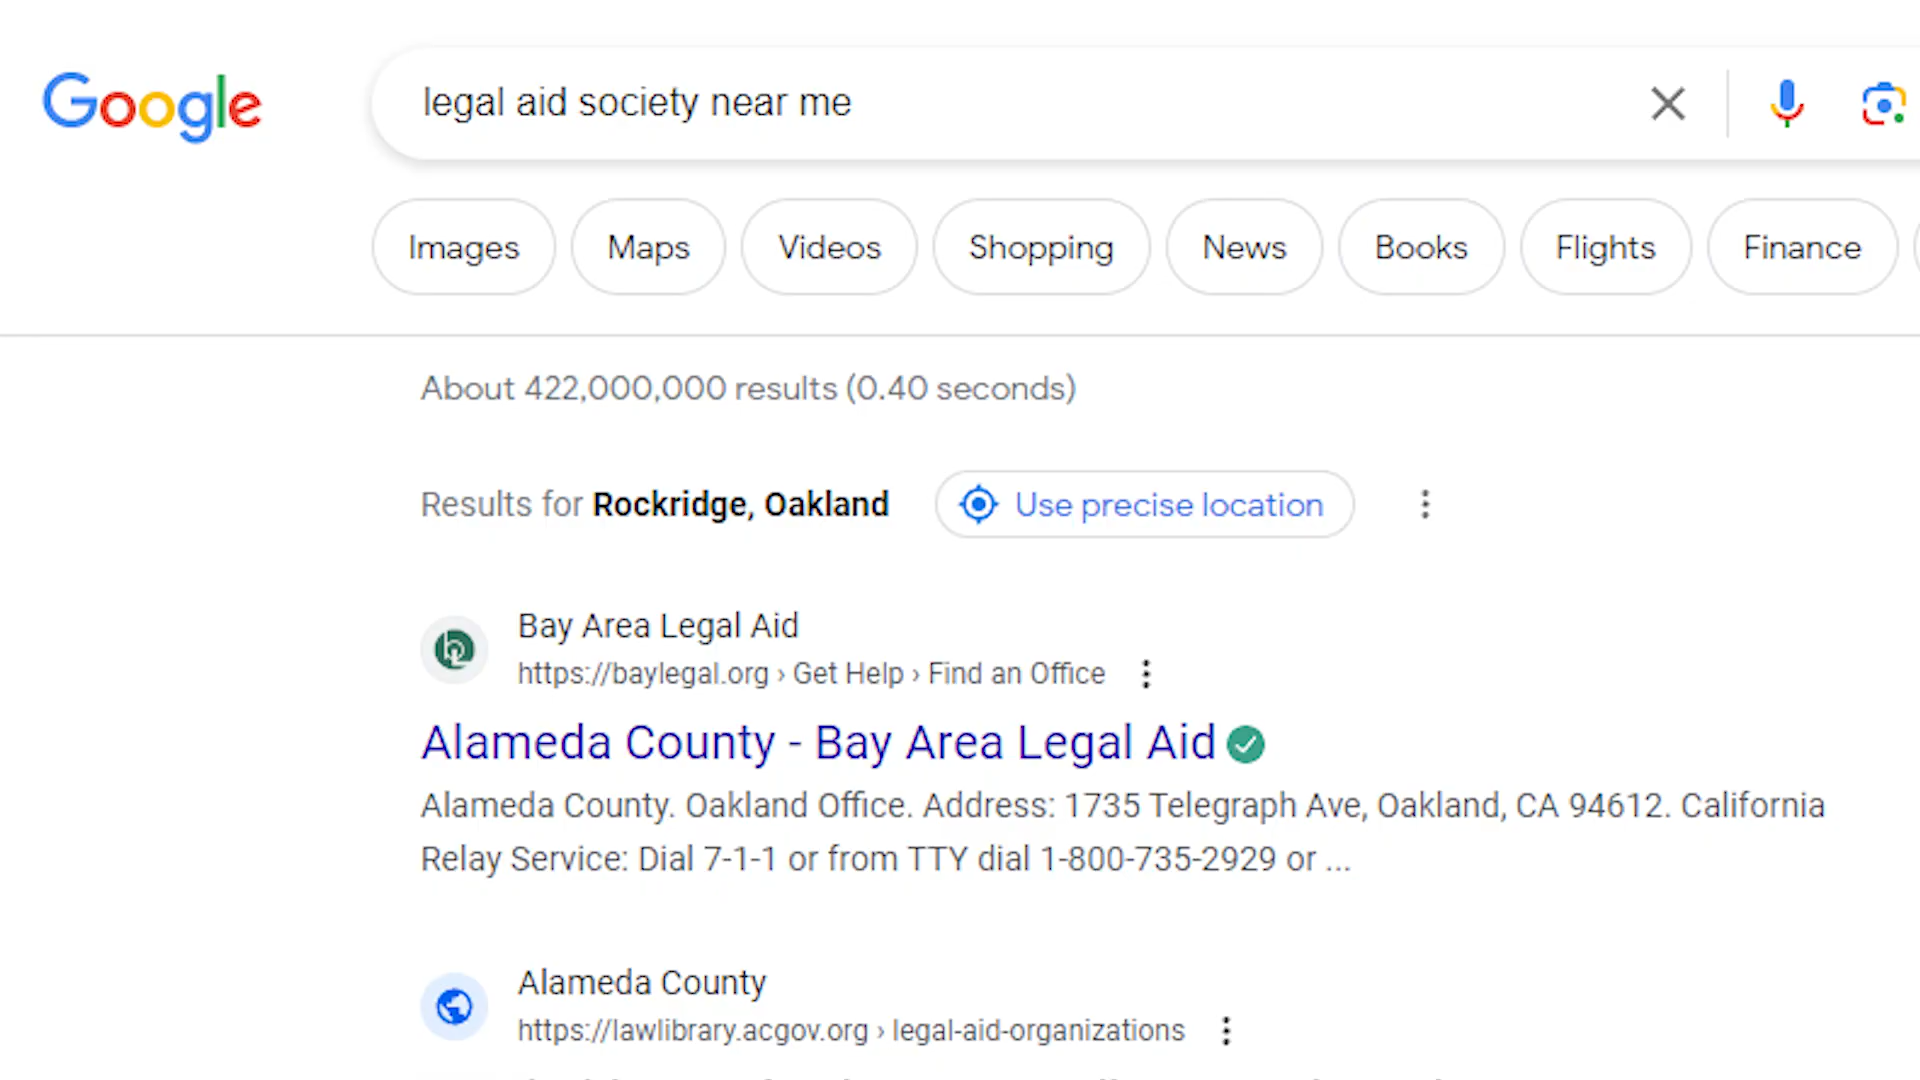 Google
legal aid society near me
Images
Maps
Videos
Shopping
News
Books
Flights
Finance
About 422,000,000 results (0.40 seconds)
Results for Rockridge, Oakland
Use precise location
Bay Area Legal Aid
https://baylegal.org › Get Help › Find an Office
Alameda County - Bay Area Legal Aid
Alameda County. Oakland Office. Address: 1735 Telegraph Ave, Oakland, CA 94612. California
Relay Service: Dial 7-1-1 or from TTY dial 1-800-735-2929 or ...
Alameda County
https://lawlibrary.acgov.org › legal-aid-organizations